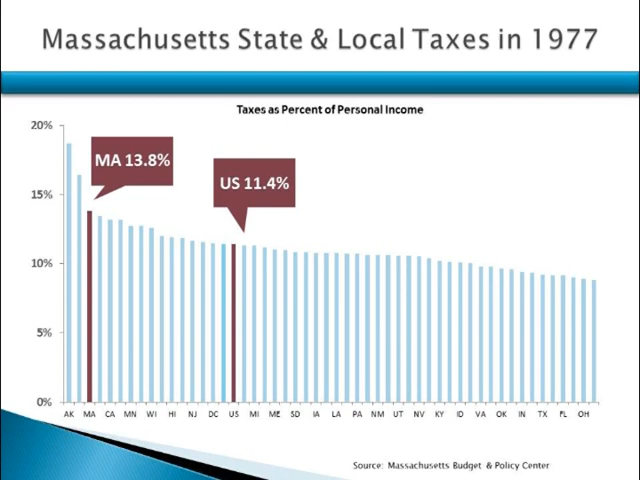 Massachusetts State & Local Taxes in 1977
Taxes as Percent of Personal Income
20%
15%
10%
5%
0%
MA 13.8%
US 11.4%
AK MA CA MN WI HI NJ DC US MI ME SD IA LA PA NM UT NV KY ID VA OK IN TX FL OH
Source: Massachusetts Budget & Policy Center